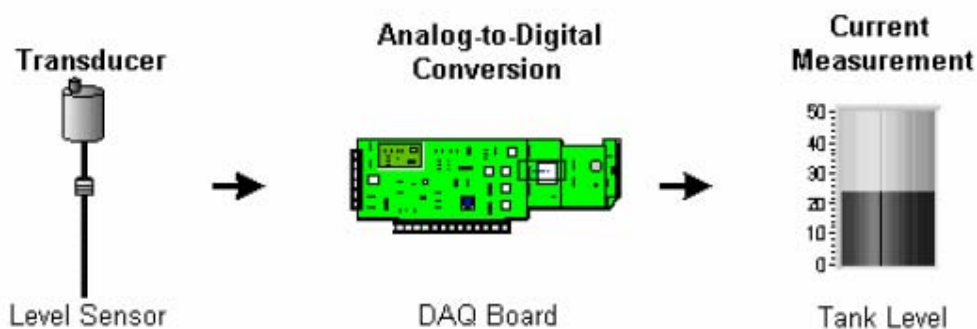 Transducer
Analog-to-Digital
Conversion
Current
Measurement
50
40
30
20
10
0
Level Sensor
DAQ Board
Tank Level